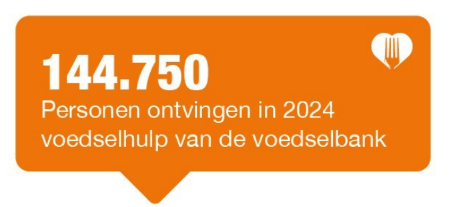 144.750
Personen ontvingen in 2024
voedselhulp van de voedselbank